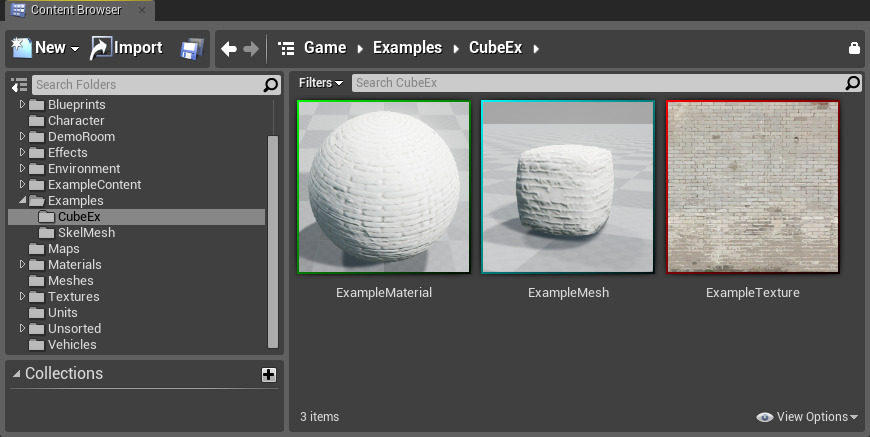 Content Browser
New Import Game Examples CubeEx
Search Folders
Filters Search CubeEx
Blueprints
Character
DemoRoom
Effects
Environment
ExampleContent
Examples
CubeEx
SkelMesh
Maps
Materials
Meshes
Textures
Units
Unsorted
Vehicles
Collections
ExampleMaterial ExampleMesh ExampleTexture
3 items View Options